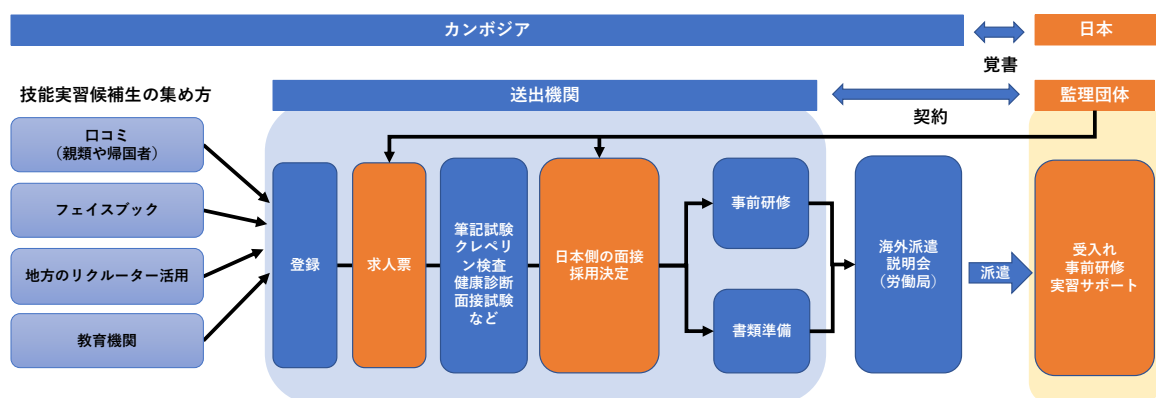 カンボジア
日本
覚書
技能実習候補生の集め方
送出機関
監理団体
契約
口コミ
（親類や帰国者）
フェイスブック
地方のリクルーター活用
教育機関
登録
求人票
筆記試験
クレペリ
ン検査
健康診断
面接試験
など
日本側の面接
採用決定
事前研修
書類準備
海外派遣
説明会
（労働局）
派遣
受入れ
事前研修
実習サポート